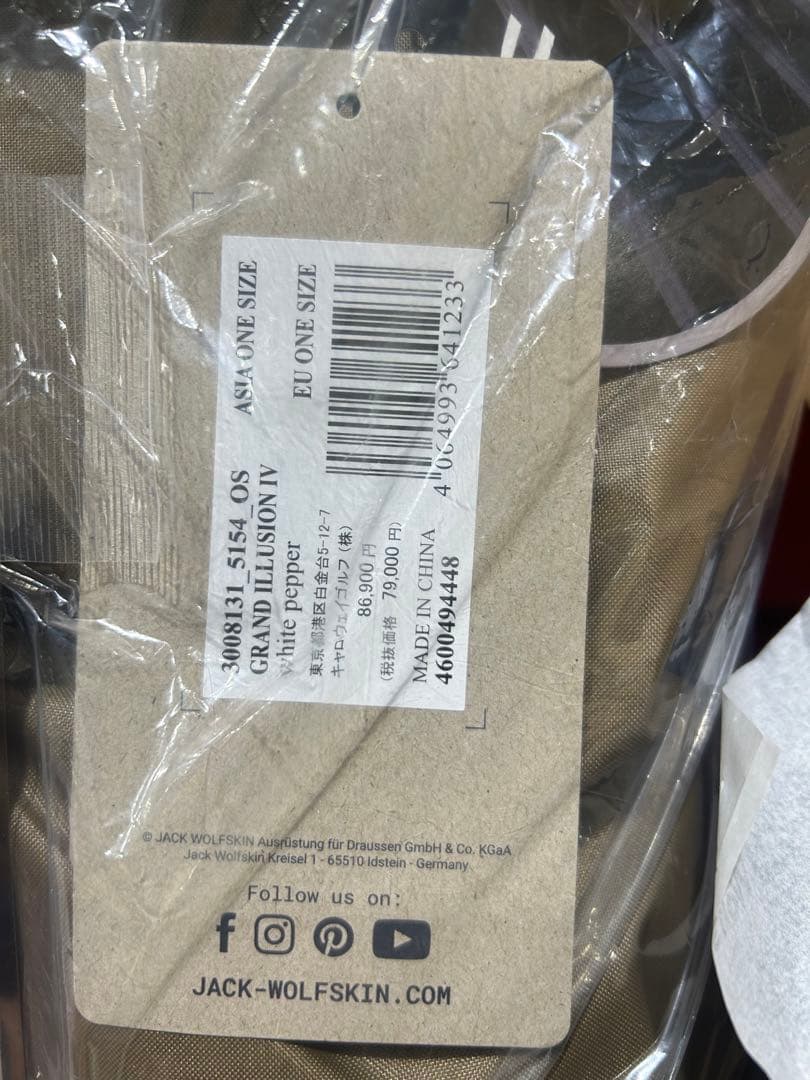 3008131_5154_OS
ASIA ONE SIZE
GRAND ILLUSION IV
white pepper
EU ONE SIZE
東京都港区白金台5-12-7
キャロウェイゴルフ(株)
86,900 円
(税抜価格 79,000 円)
MADE IN CHINA
4600494448
4 064993 641233
© JACK WOLFSKIN Ausrüstung für Draussen GmbH & Co. KGaA
Jack Wolfskin Kreisel 1 - 65510 Idstein - Germany
Follow us on:
JACK-WOLFSKIN.COM